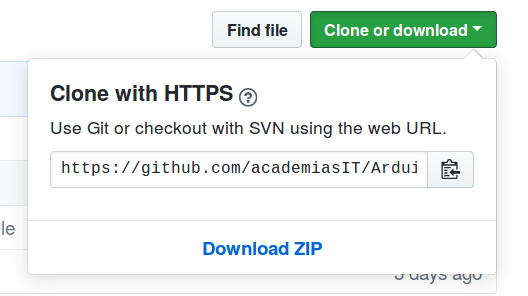 Find file
Clone or download
Clone with HTTPS ?
Use Git or checkout with SVN using the web URL.
https://github.com/academiasIT/Ardui
le
Download ZIP
days ago